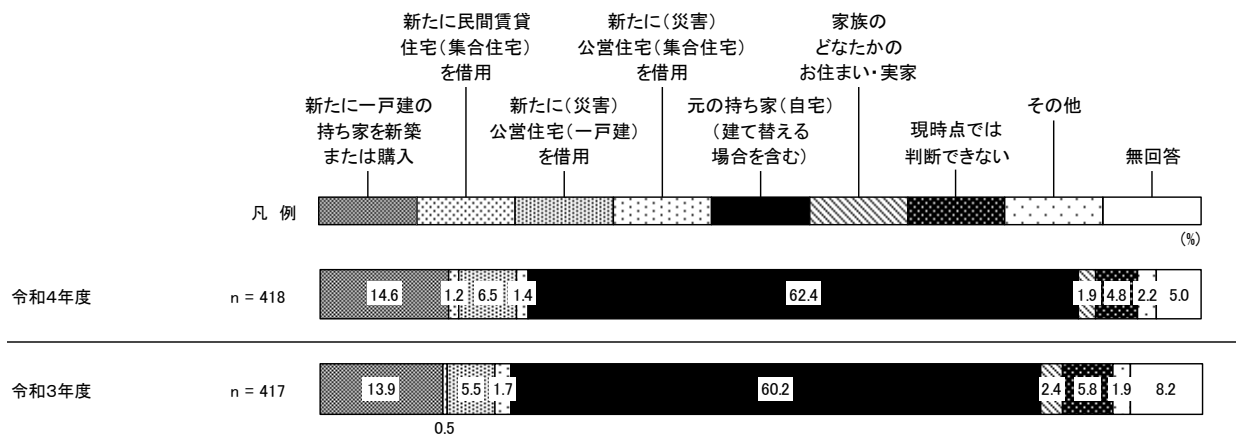 新たに民間賃貸
住宅(集合住宅)
を借用
新たに(災害)
公営住宅(集合住宅)
を借用
家族の
どなたかの
お住まい・実家
新たに一戸建の
持ち家を新築
または購入
新たに(災害)
公営住宅(一戸建)
を借用
元の持ち家(自宅)
(建て替える
場合を含む)
現時点では
判断できない
その他
無回答
凡 例
(%)
令和4年度 n = 418 14.6 1.2 6.5 1.4 62.4 1.9 4.8 2.2 5.0
令和3年度 n = 417 13.9 5.5 1.7 60.2 2.4 5.8 1.9 8.2
0.5